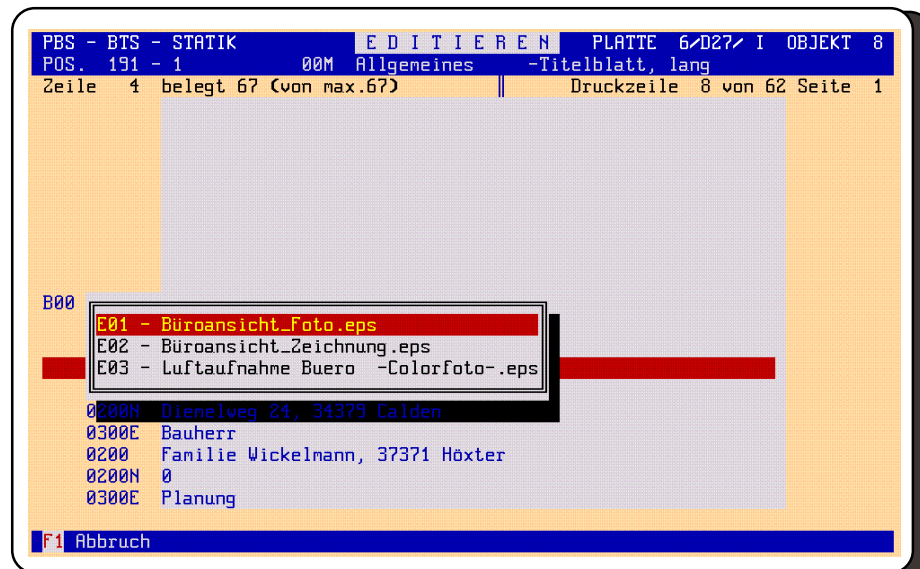 PBS - BTS - STATIK E D I T I E R E N PLATTE 6/D27/ I OBJEKT 8
POS. 191 - 1 00M Allgemeines -Titelblatt, lang
Zeile 4 belegt 67 (von max.67) Druckzeile 8 von 62 Seite 1
B00
E01 - Büroansicht_Foto.eps
E02 - Büroansicht_Zeichnung.eps
E03 - Luftaufnahme Buero -Colorfoto-.eps
0200N Dienelweg 24, 34379 Calden
0300E Bauherr
0200 Familie Wickelmann, 37371 Höxter
0200N 0
0300E Planung
F1 Abbruch